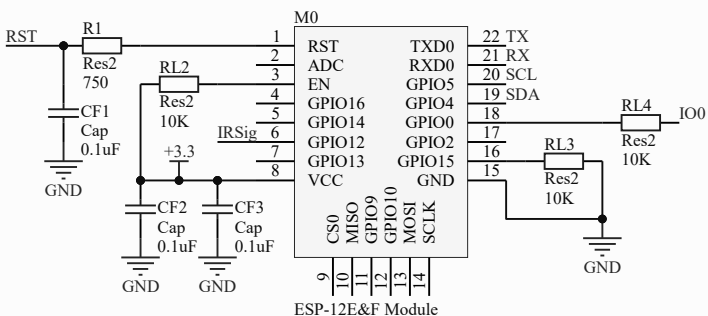 M0
RST
R1
Res2
750
1
RST
TXD0
22
TX
2
ADC
RXD0
21
RX
RL2
Res2
10K
3
EN
GPIO5
20
SCL
4
GPIO16
GPIO4
19
SDA
CF1
Cap
0.1uF
GND
5
GPIO14
GPIO0
18
RL4
Res2
10K
IO0
IRSig
6
GPIO12
GPIO2
17
+3.3
7
GPIO13
GPIO15
16
RL3
Res2
10K
8
VCC
GND
15
CF2
Cap
0.1uF
GND
CF3
Cap
0.1uF
GND
CS0
MISO
GPIO9
GPIO10
MOSI
SCLK
GND
9
10
11
12
13
14
ESP-12E&F Module